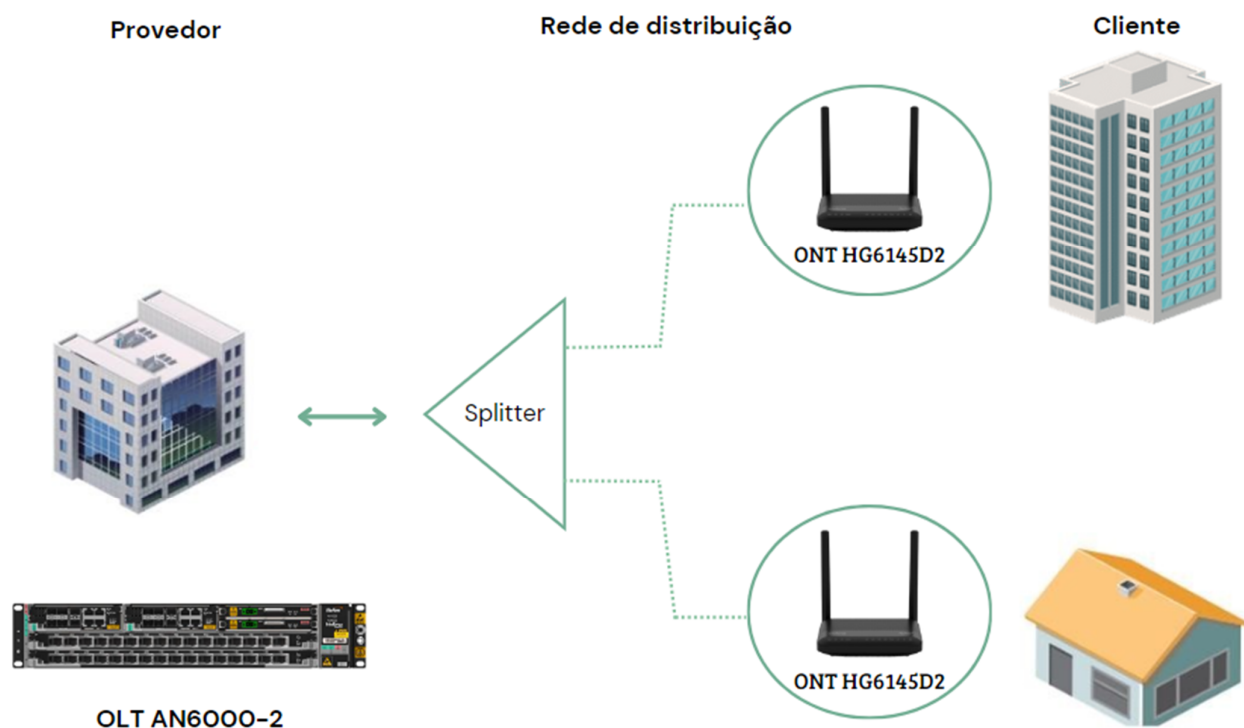 Provedor
Rede de distribuição
Cliente
ONT HG6145D2
Splitter
ONT HG6145D2
OLT AN6000-2